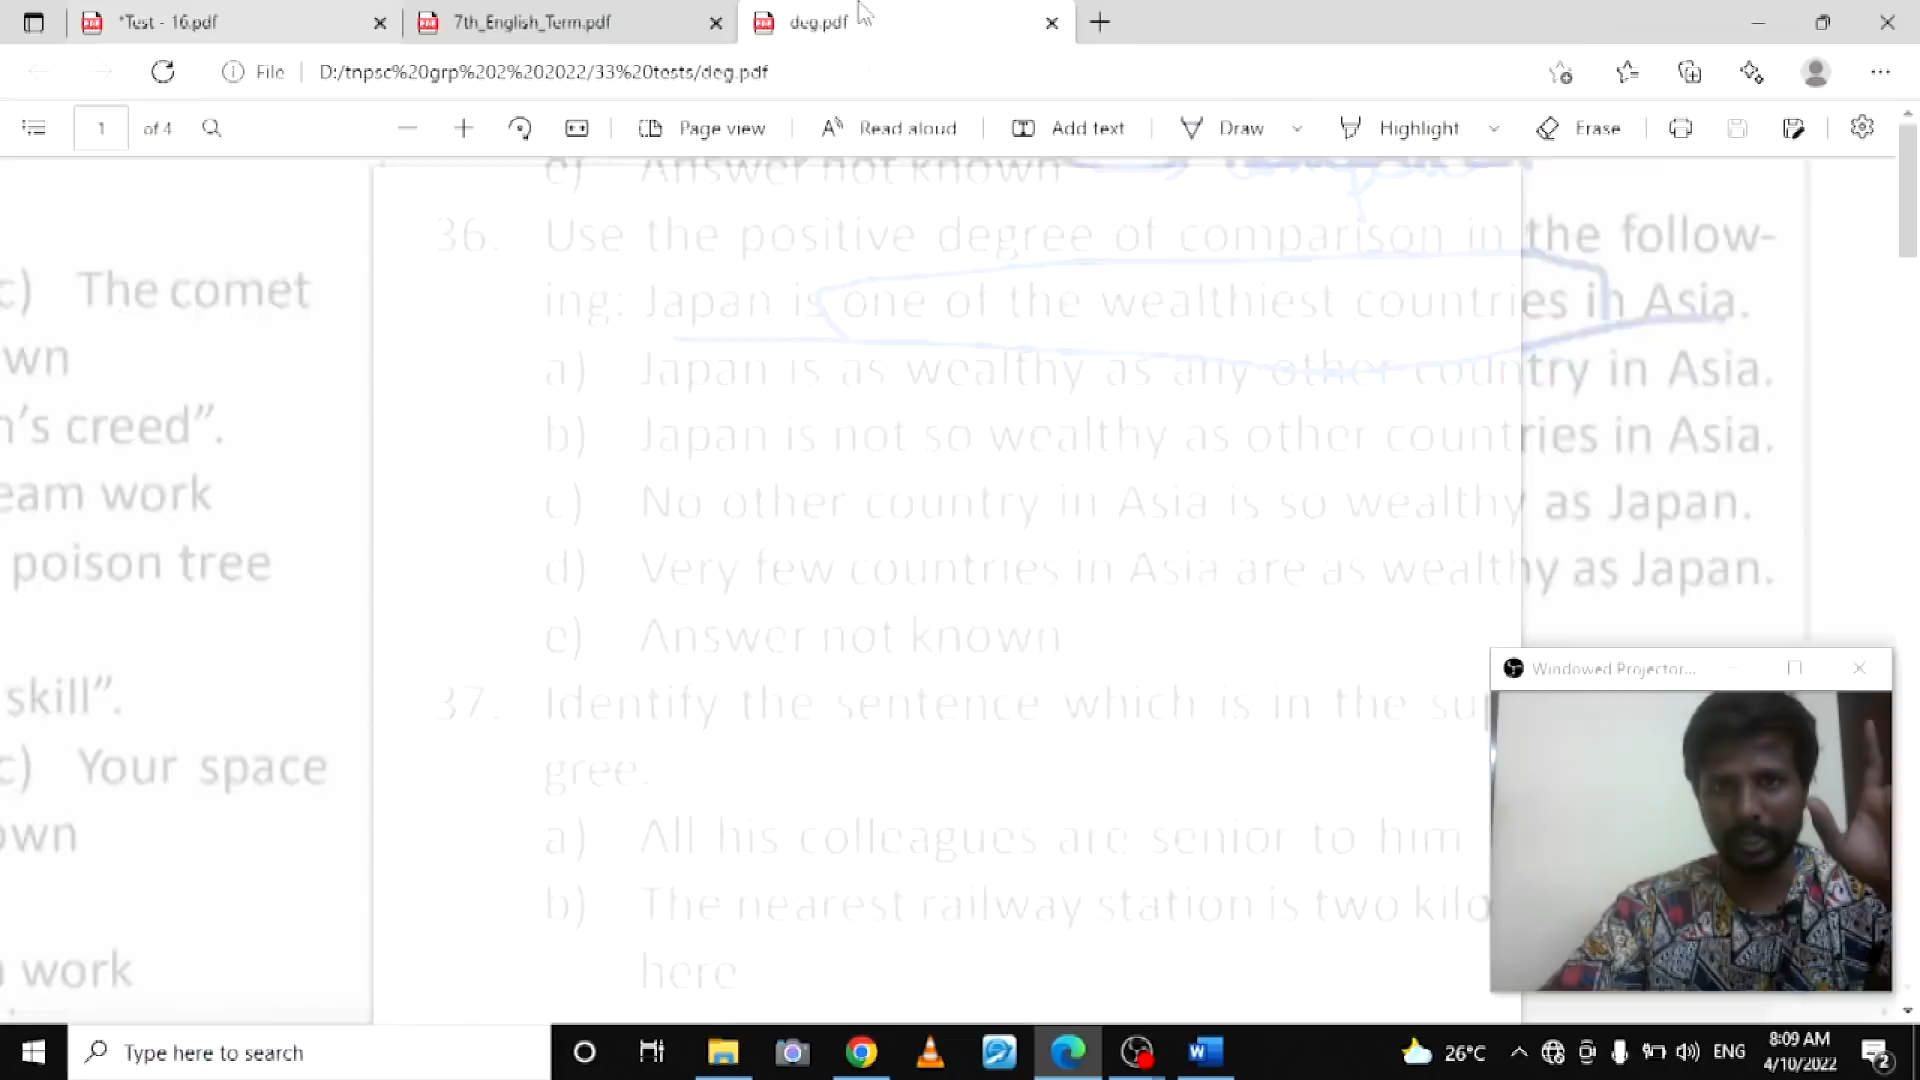 *Test - 16.pdf
7th_English_Term.pdf
deg.pdf
File
D:/tnpsc%20grp%202%202022/33%20tests/deg.pdf
1 of 4
Page view
Read aloud
Add text
Draw
Highlight
Erase
e) Answer not known
36. Use the positive degree of comparison in the follow-
ing: Japan is one of the wealthiest countries in Asia.
a) Japan is as wealthy as any other country in Asia.
b) Japan is not so wealthy as other countries in Asia.
c) No other country in Asia is so wealthy as Japan.
d) Very few countries in Asia are as wealthy as Japan.
e) Answer not known
37. Identify the sentence which is in the su
gree.
a) All his colleagues are senior to him
b) The nearest railway station is two kilo
here
c) The comet
wn
n's creed".
eam work
poison tree
skill".
c) Your space
own
work
Windowed Projector...
Type here to search
26°C
ENG
8:09 AM
4/10/2022
2